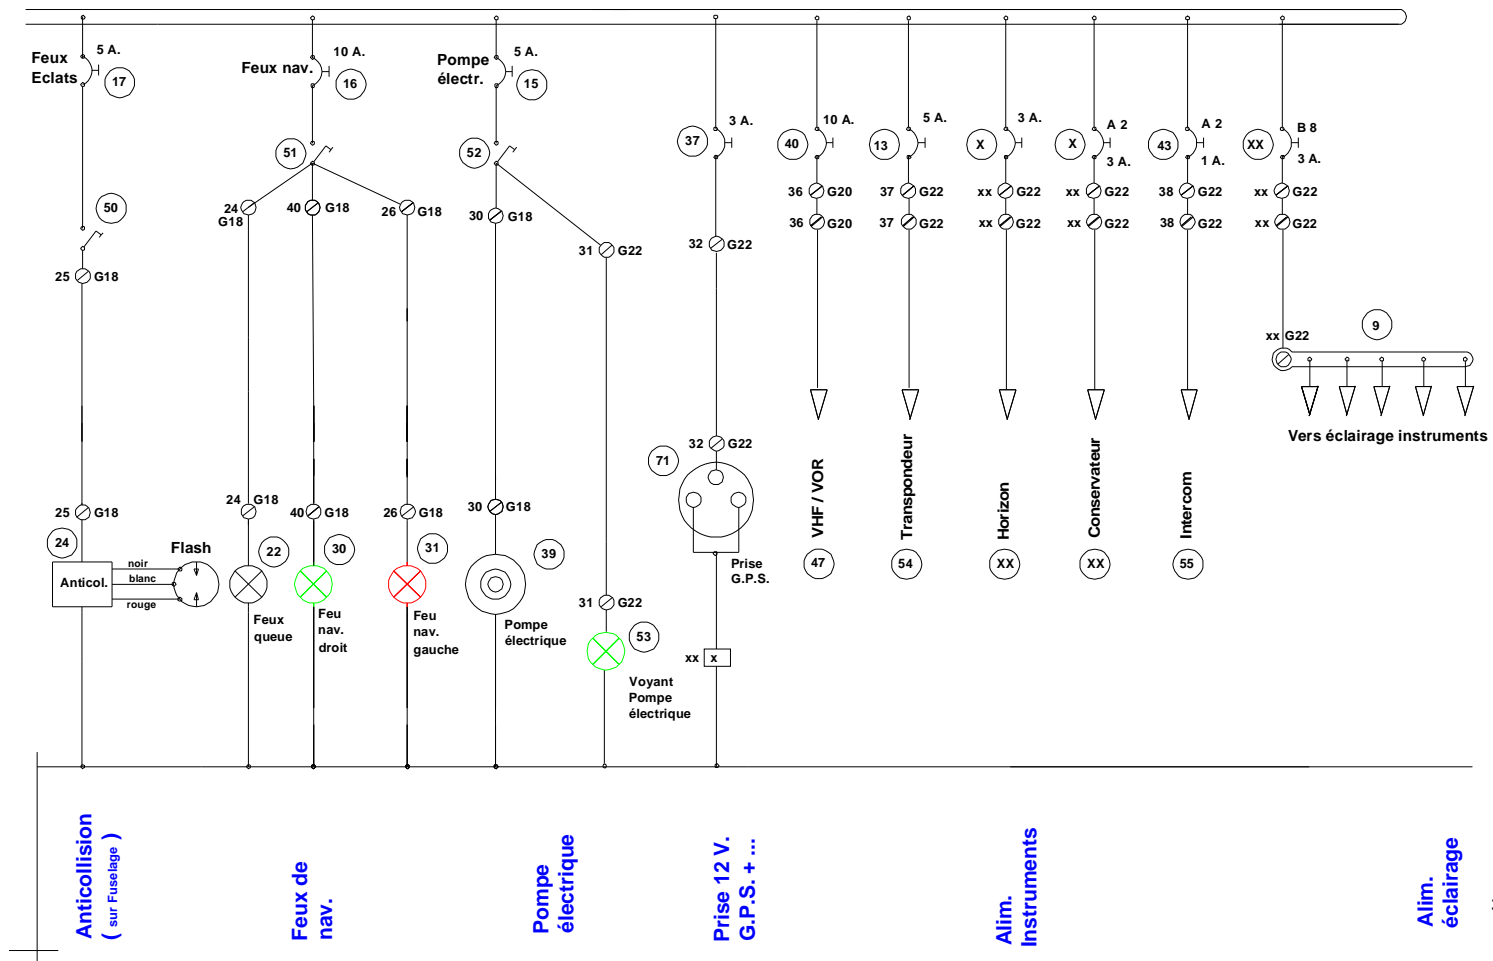 Feux
Eclats
5 A.
17
Feux nav.
10 A.
16
Pompe
électr.
5 A.
15
37
3 A.
40
10 A.
13
5 A.
X
3 A.
X
A 2
3 A.
43
A 2
1 A.
XX
B 8
3 A.
51
52
36 G20
37 G22
xx G22
xx G22
38 G22
xx G22
36 G20
37 G22
xx G22
xx G22
38 G22
xx G22
50
24
G18
40 G18
26 G18
30 G18
31 G22
32 G22
25 G18
xx G22
9
Vers éclairage instruments
32 G22
71
25 G18
24 G18
40 G18
26 G18
30 G18
24
Anticol.
noir
blanc
rouge
Flash
22
Feux
queue
30
Feu
nav.
droit
31
Feu
nav.
gauche
39
Pompe
électrique
31 G22
53
Voyant
Pompe
électrique
Prise
G.P.S.
xx x
VHF / VOR
47
Transpondeur
54
Horizon
XX
Conservateur
XX
Intercom
55
Anticollision
( sur Fuselage )
Feux de
nav.
Pompe
électrique
Prise 12 V.
G.P.S. + ...
Alim.
Instruments
Alim.
éclairage